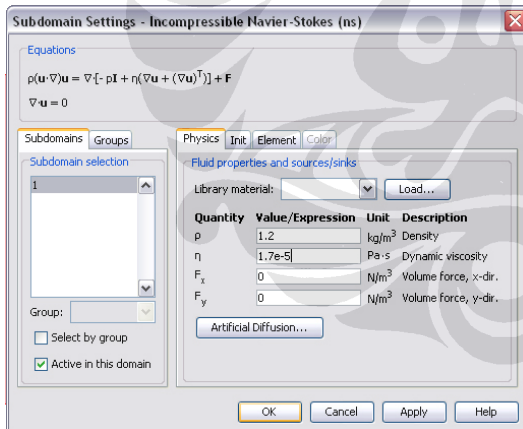 Subdomain Settings - Incompressible Navier-Stokes (ns)
Equations
ρ(u·∇)u = ∇·[-pI + η(∇u + (∇u)ᵀ)] + F
∇·u = 0
Subdomains Groups
Subdomain selection
1
Group:
Select by group
Active in this domain
Physics Init Element Color
Fluid properties and sources/sinks
Library material: Load...
Quantity Value/Expression Unit Description
ρ 1.2 kg/m³ Density
η 1.7e-5 Pa·s Dynamic viscosity
Fₓ 0 N/m³ Volume force, x-dir.
F_y 0 N/m³ Volume force, y-dir.
Artificial Diffusion...
OK Cancel Apply Help